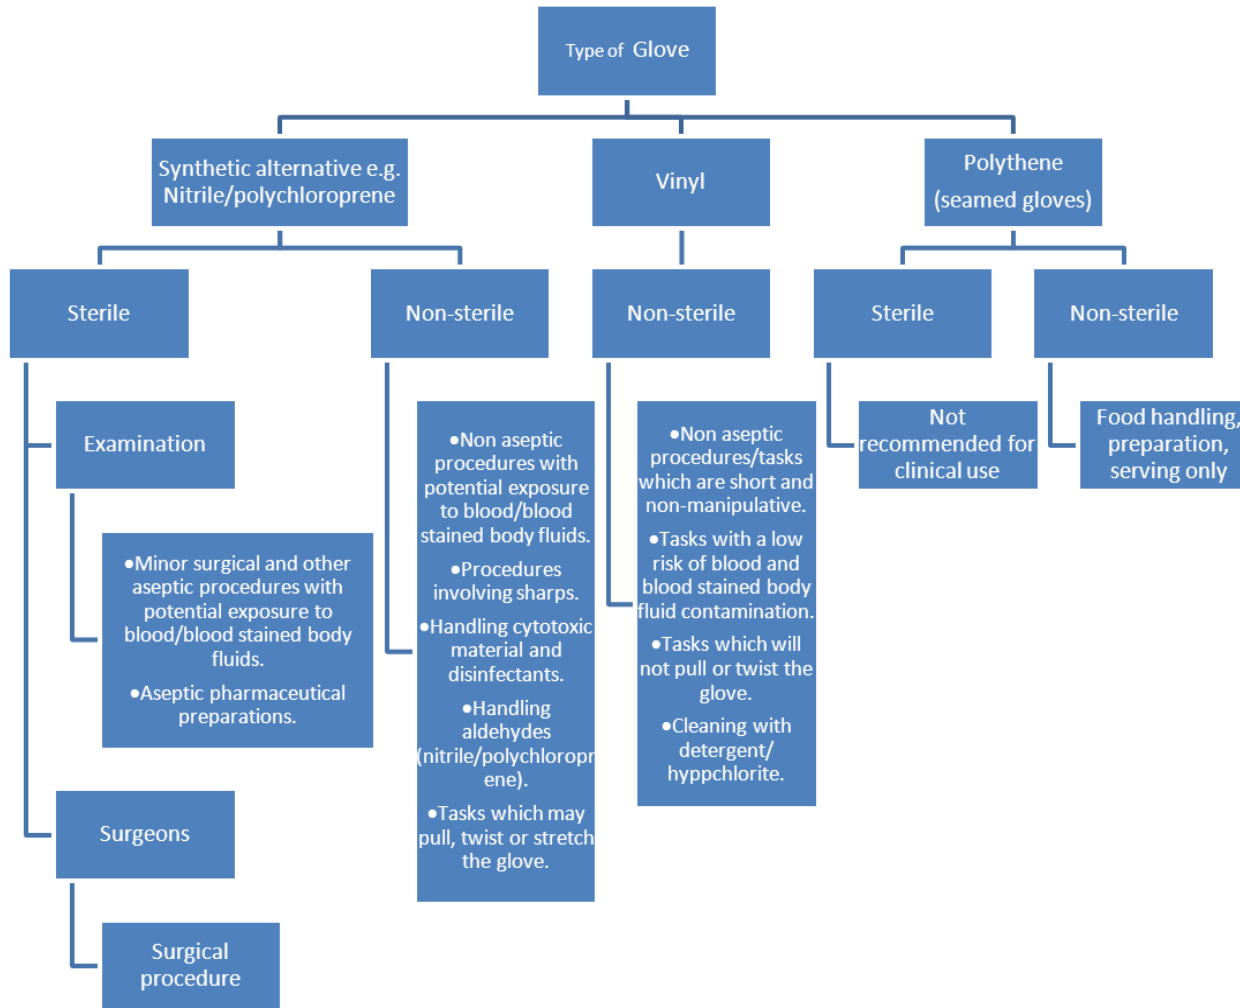 Type of Glove
Synthetic alternative e.g.
Nitrile/polychloroprene
Vinyl
Polythene
(seamed gloves)
Sterile
Non-sterile
Non-sterile
Sterile
Non-sterile
Examination
•Minor surgical and other
aseptic procedures with
potential exposure to
blood/blood stained body
fluids.
•Aseptic pharmaceutical
preparations.
Surgeons
Surgical
procedure
•Non aseptic
procedures with
potential exposure
to blood/blood
stained body fluids.
•Procedures
involving sharps.
•Handling cytotoxic
material and
disinfectants.
•Handling
aldehydes
(nitrile/polychloropr
ene).
•Tasks which may
pull, twist or stretch
the glove.
•Non aseptic
procedures/tasks
which are short and
non-manipulative.
•Tasks with a low
risk of blood and
blood stained body
fluid contamination.
•Tasks which will
not pull or twist the
glove.
•Cleaning with
detergent/
hyppchlorite.
Not
recommended for
clinical use
Food handling,
preparation,
serving only